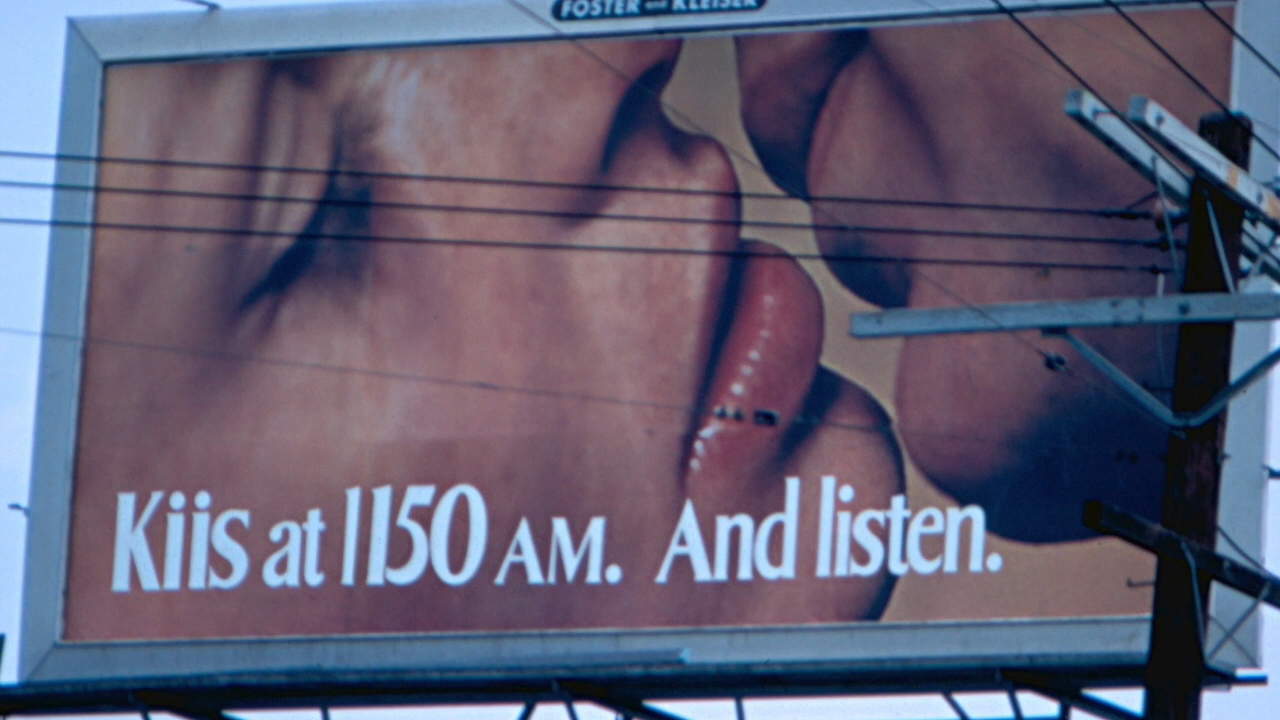 FOSTER and KLEISER
Kiis at 1150 AM. And listen.